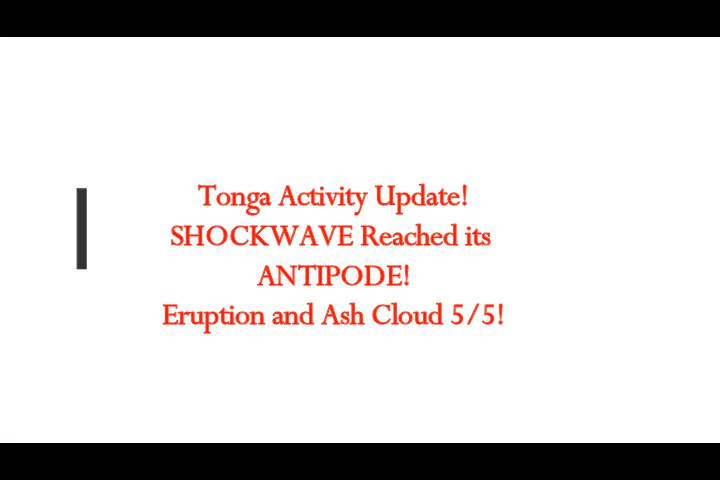 Tonga Activity Update!
SHOCKWAVE Reached its
ANTIPODE!
Eruption and Ash Cloud 5/5!